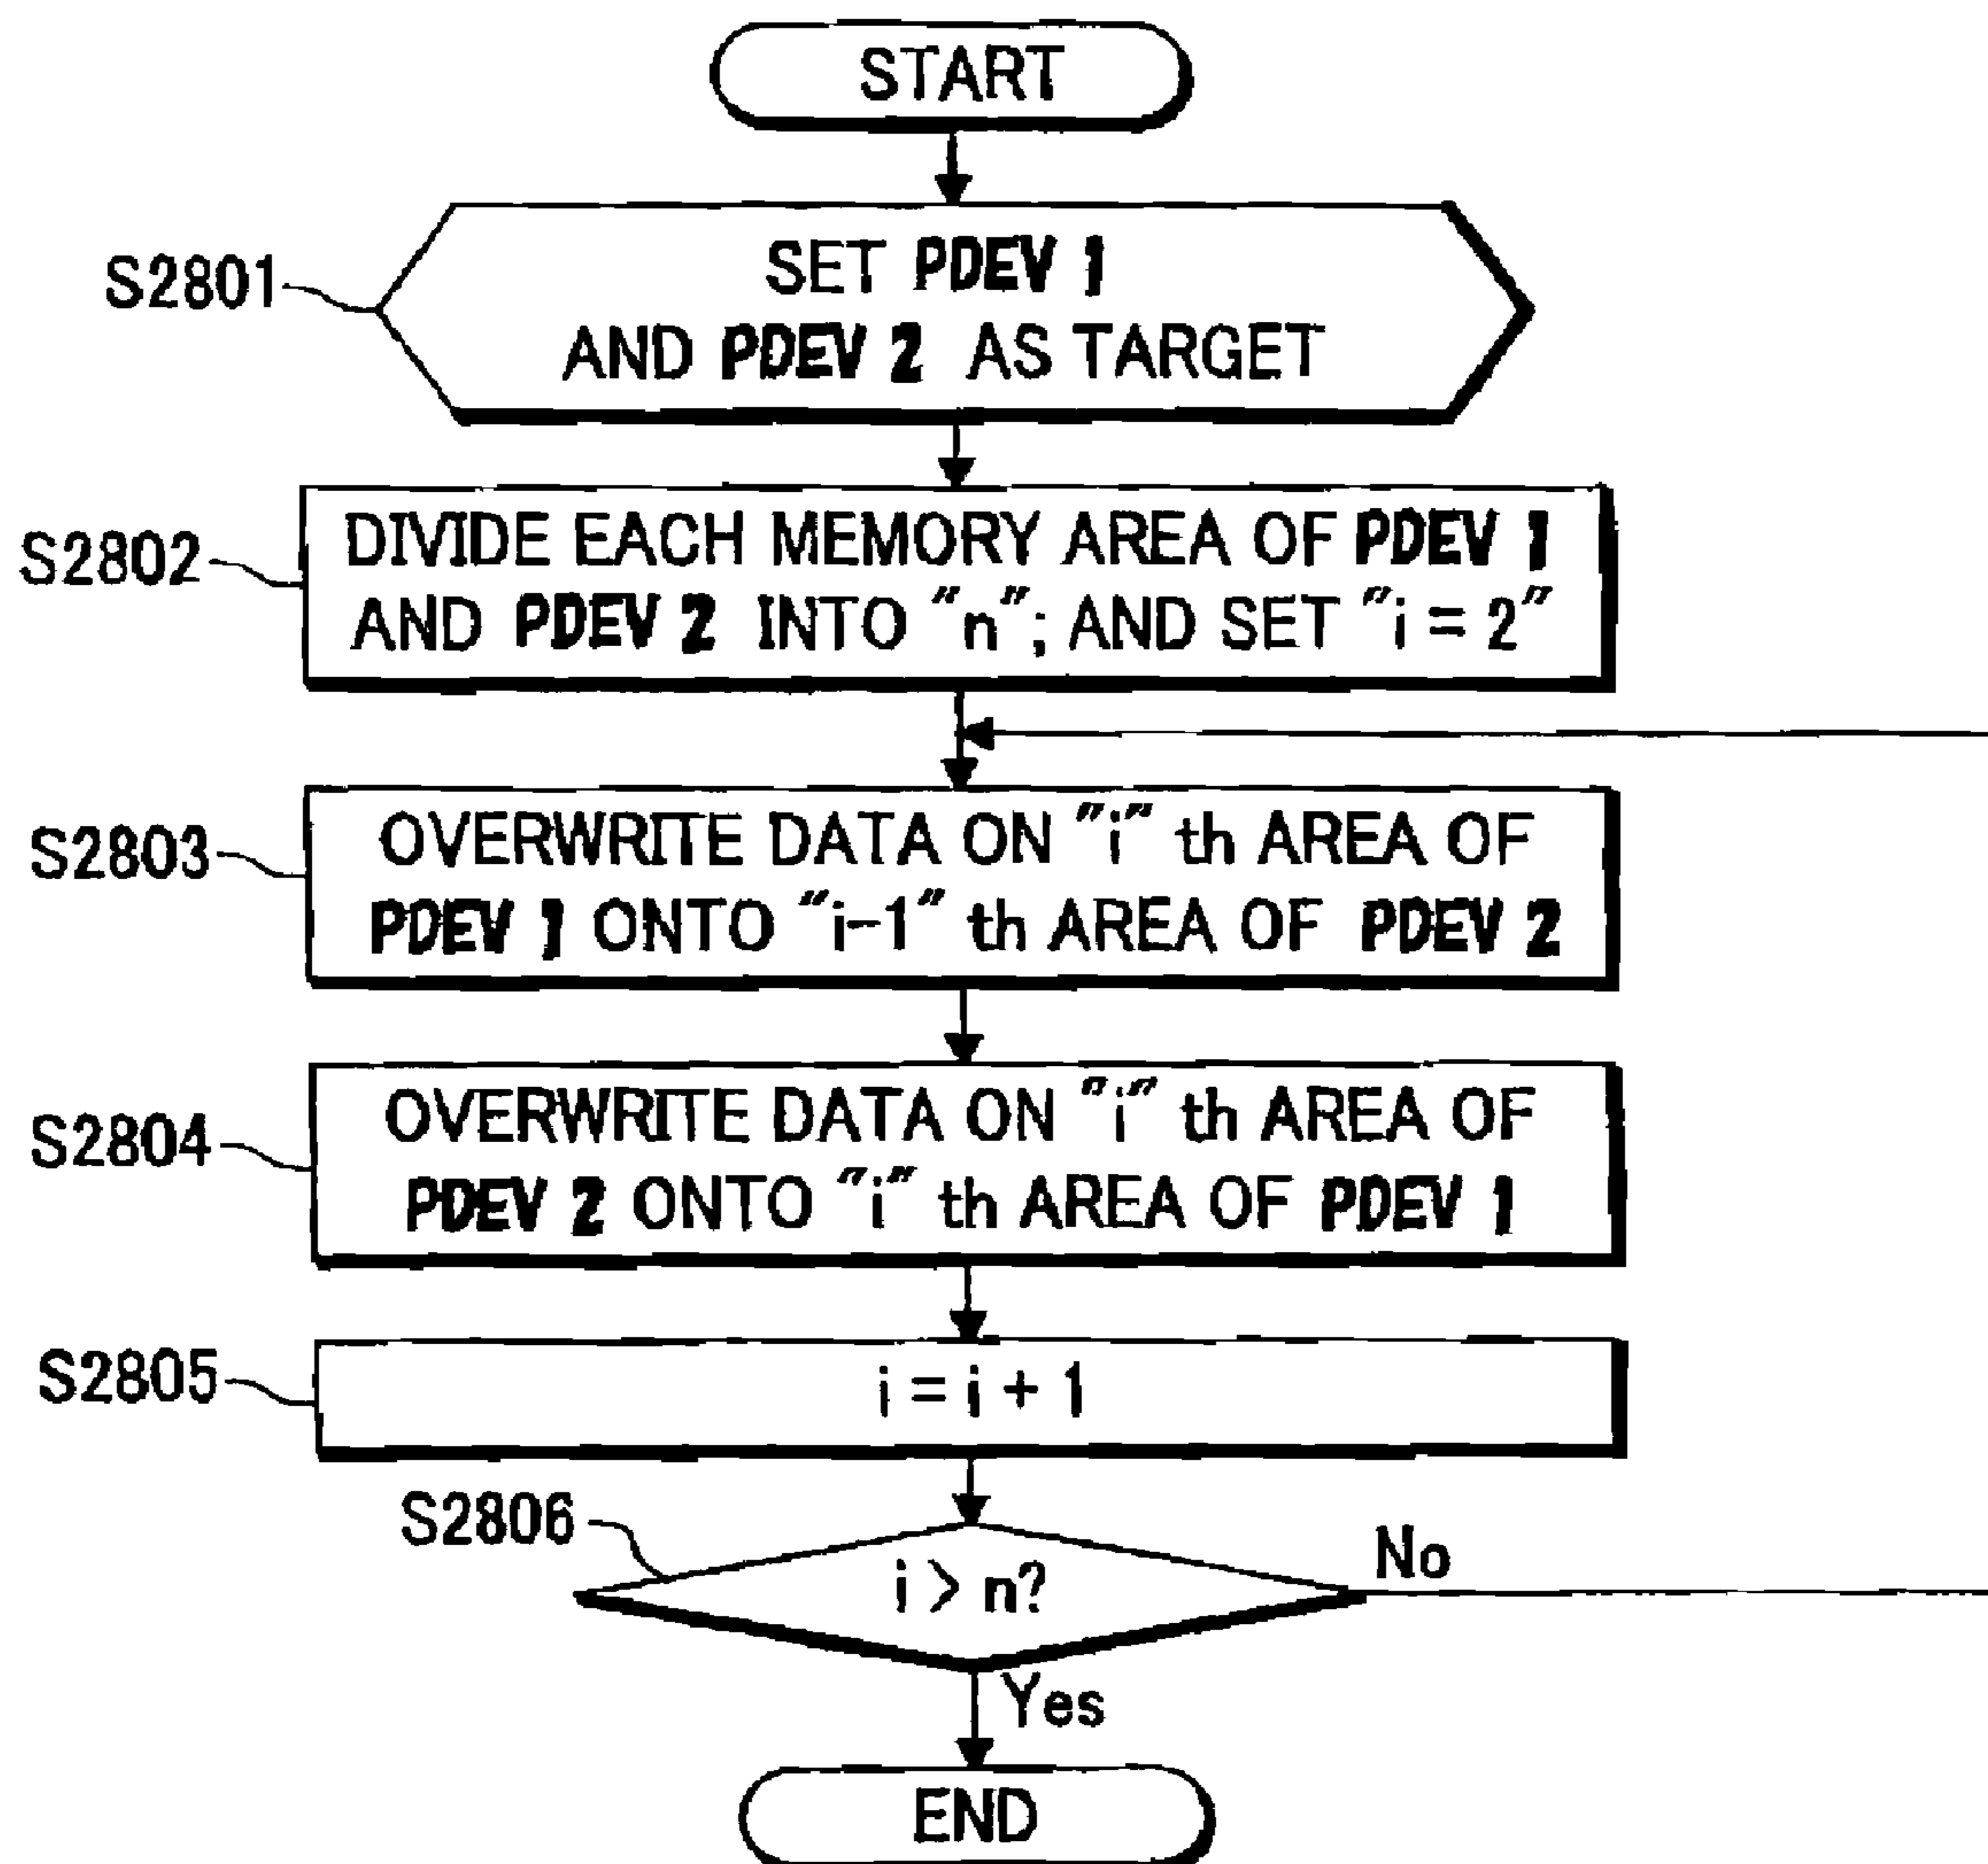 START
S2801
SET PDEV 1
AND PDEV 2 AS TARGET
S2802
DIVIDE EACH MEMORY AREA OF PDEV 1
AND PDEV 2 INTO "n"; AND SET "i = 2"
S2803
OVERWRITE DATA ON "i" th AREA OF
PDEV 1 ONTO "i-1" th AREA OF PDEV 2
S2804
OVERWRITE DATA ON "i" th AREA OF
PDEV 2 ONTO "i" th AREA OF PDEV 1
S2805
i = i + 1
S2806
i > n?
No
Yes
END